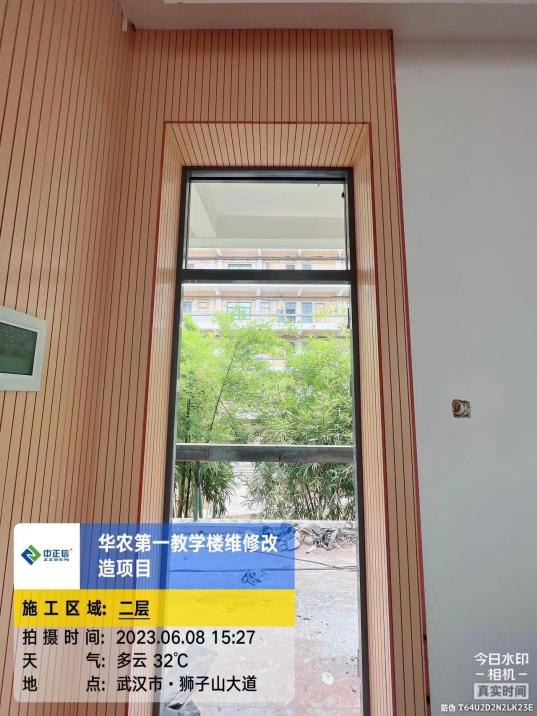 中正信
ZZXIN
华农第一教学楼维修改
造项目
施工区域: 二层
拍摄时间: 2023.06.08 15:27
天气: 多云 32℃
地点: 武汉市·狮子山大道
今日水印
相机
真实时间
防伪 T64U2D2N2LK23E